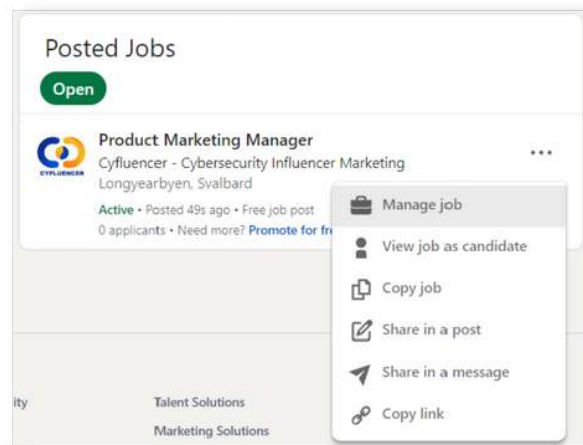 Posted Jobs
Open
Product Marketing Manager
Cyfluencer - Cybersecurity Influencer Marketing
CYFLUENCER
Longyearbyen, Svalbard
Active • Posted 49s ago • Free job post
0 applicants • Need more? Promote for fre
Manage job
View job as candidate
Copy job
Share in a post
Share in a message
Copy link
ity
Talent Solutions
Marketing Solutions